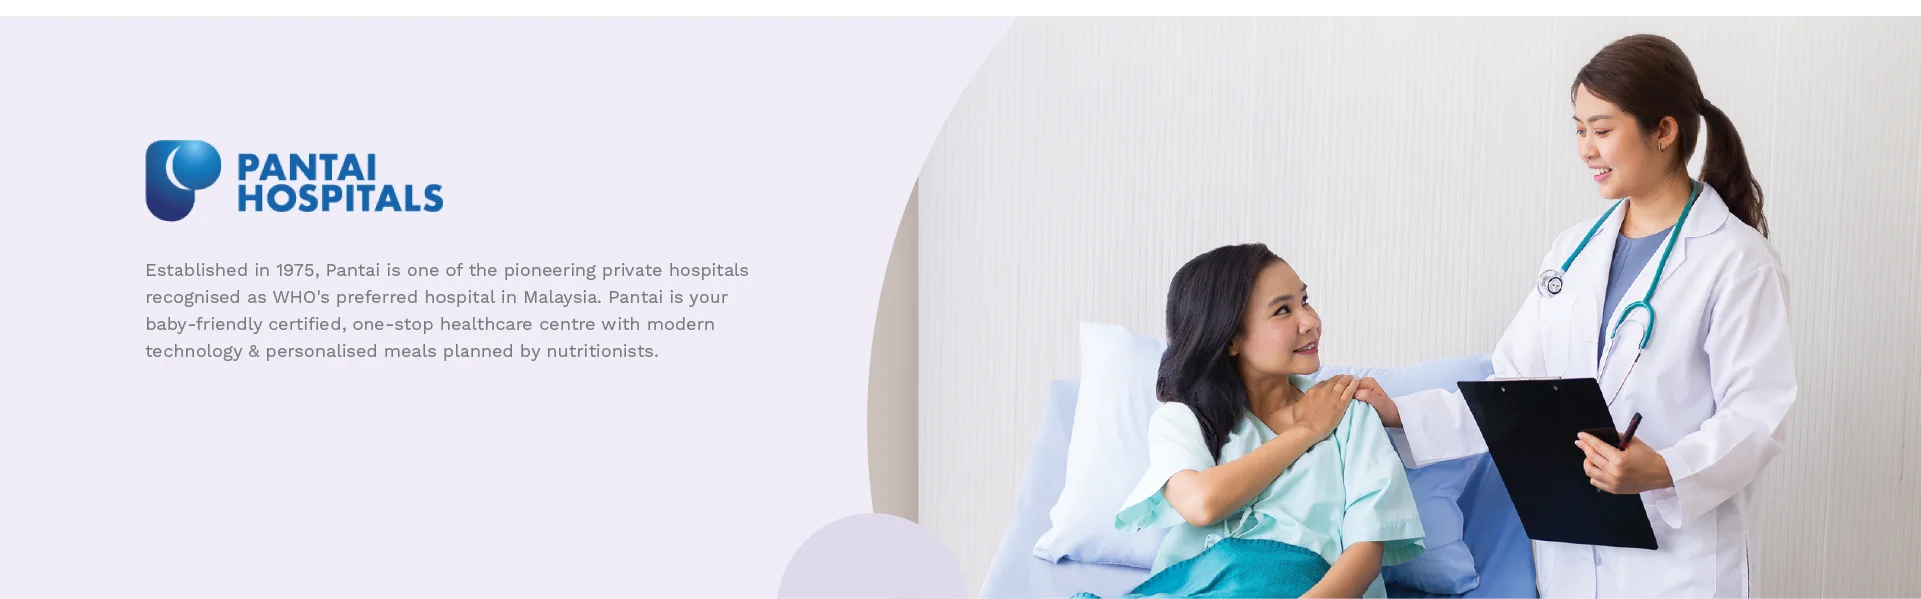 PANTAI
HOSPITALS
Established in 1975, Pantai is one of the pioneering private hospitals
recognised as WHO's preferred hospital in Malaysia. Pantai is your
baby-friendly certified, one-stop healthcare centre with modern
technology & personalised meals planned by nutritionists.